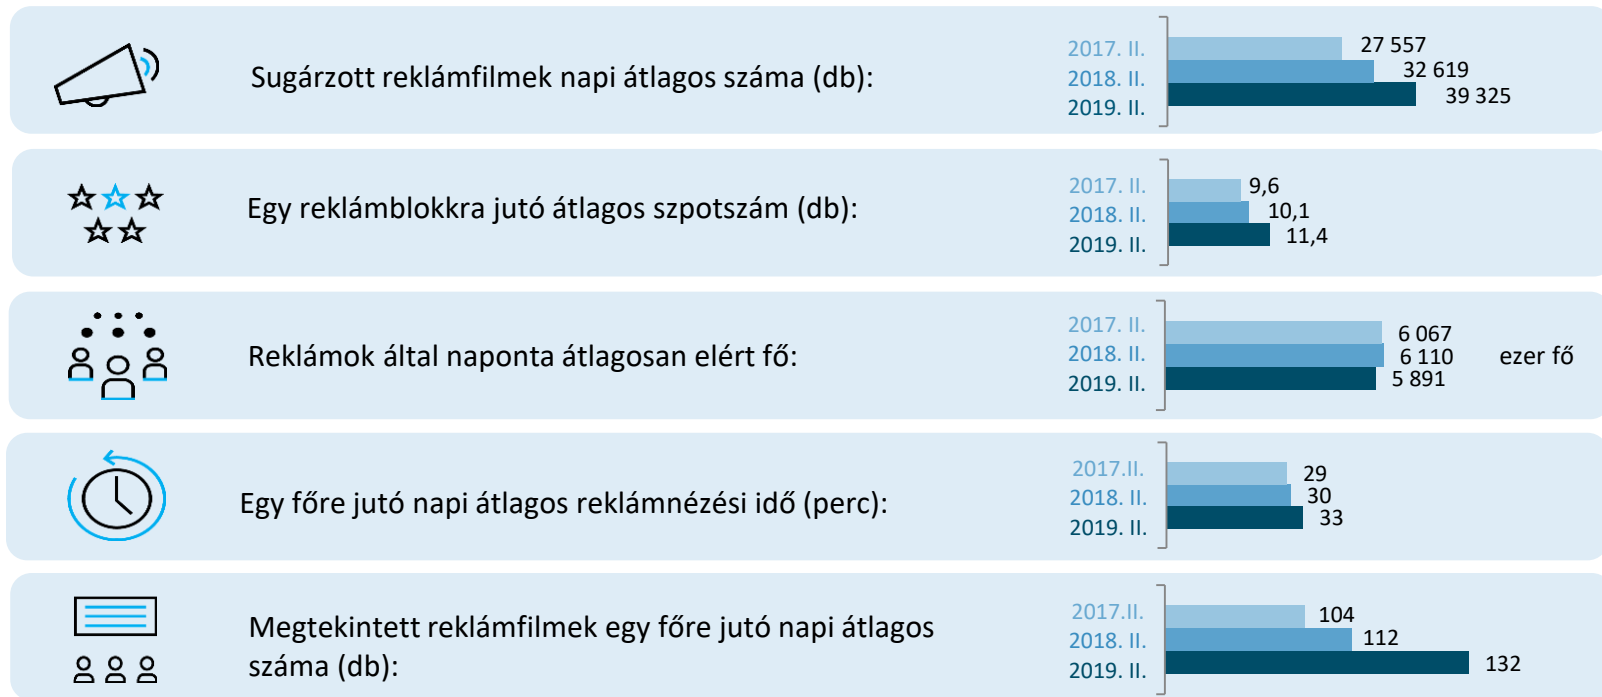 Sugárzott reklámfilmek napi átlagos száma (db):
2017. II. 27 557
2018. II. 32 619
2019. II. 39 325
Egy reklámblokkra jutó átlagos szpotszám (db):
2017. II. 9,6
2018. II. 10,1
2019. II. 11,4
Reklámok által naponta átlagosan elért fő:
2017. II. 6 067
2018. II. 6 110 ezer fő
2019. II. 5 891
Egy főre jutó napi átlagos reklámnézési idő (perc):
2017.II. 29
2018. II. 30
2019. II. 33
Megtekintett reklámfilmek egy főre jutó napi átlagos
száma (db):
2017.II. 104
2018. II. 112
2019. II. 132